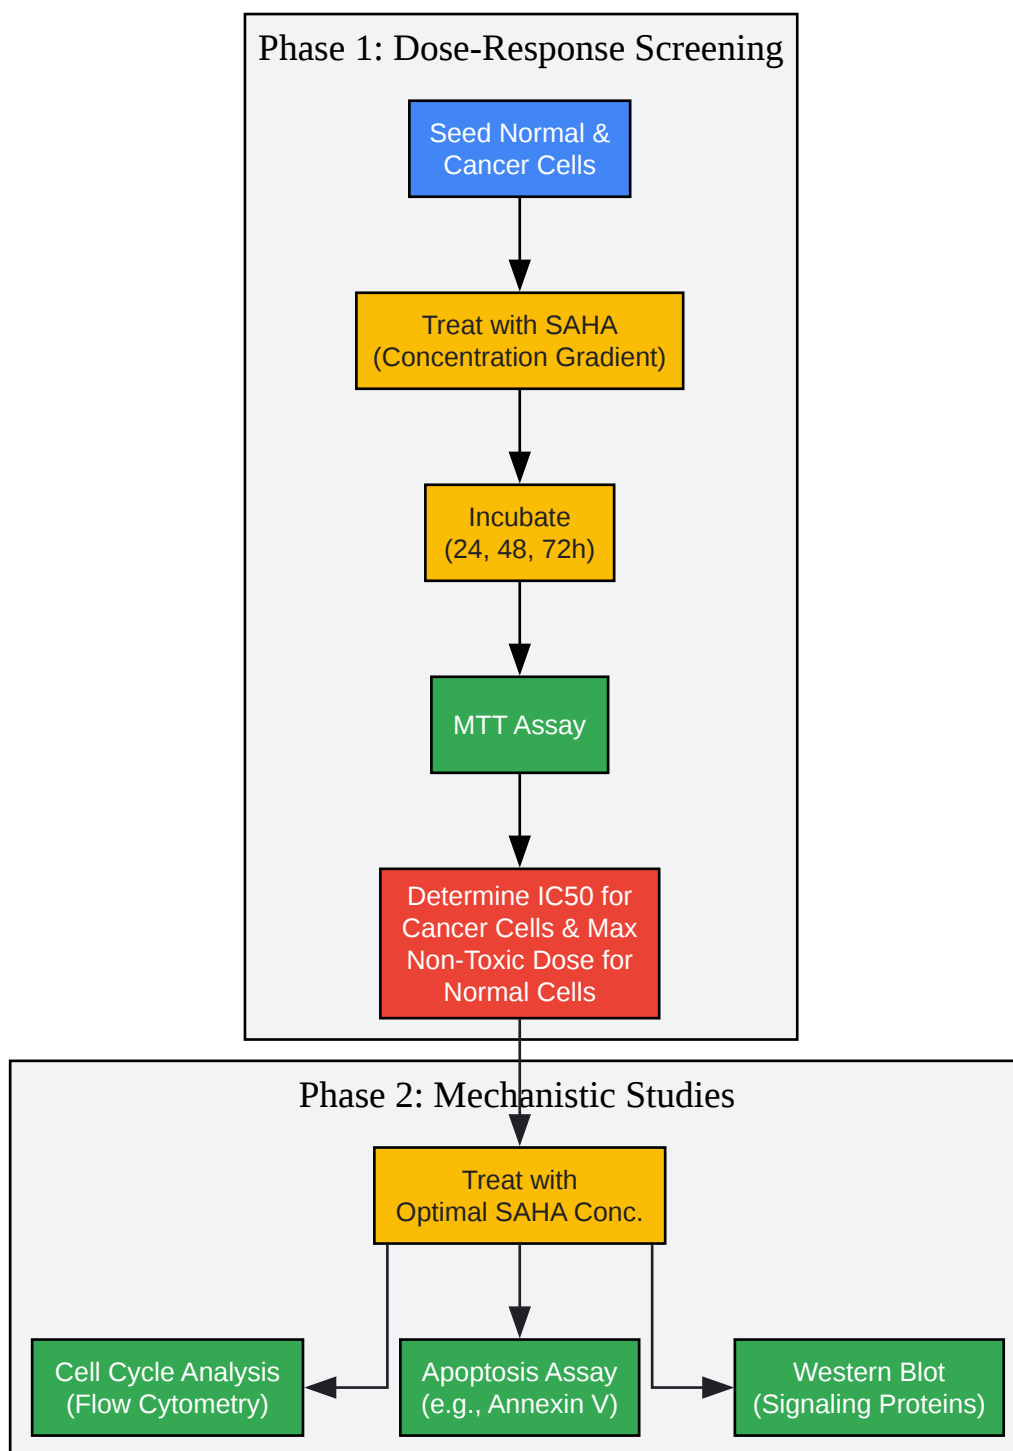 Phase 1: Dose-Response Screening
Seed Normal &
Cancer Cells
Treat with SAHA
(Concentration Gradient)
Incubate
(24, 48, 72h)
MTT Assay
Determine IC50 for
Cancer Cells & Max
Non-Toxic Dose for
Normal Cells
Phase 2: Mechanistic Studies
Treat with
Optimal SAHA Conc.
Cell Cycle Analysis
(Flow Cytometry)
Apoptosis Assay
(e.g., Annexin V)
Western Blot
(Signaling Proteins)